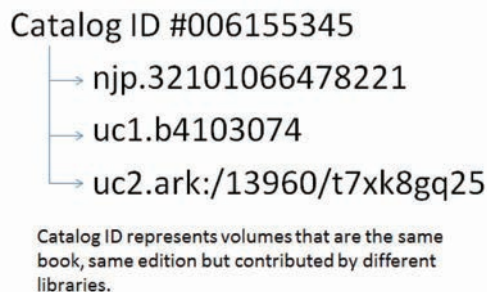 Catalog ID #006155345
njp.32101066478221
uc1.b4103074
uc2.ark:/13960/t7xk8gq25
Catalog ID represents volumes that are the same
book, same edition but contributed by different
libraries.